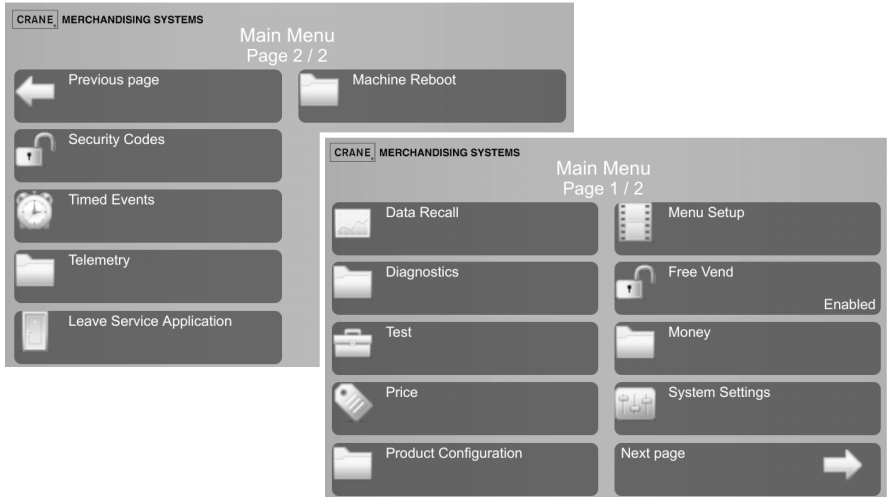 CRANE® MERCHANDISING SYSTEMS
Main Menu
Page 2 / 2
Previous page
Machine Reboot
Security Codes
Timed Events
Telemetry
Leave Service Application
CRANE® MERCHANDISING SYSTEMS
Main Menu
Page 1 / 2
Data Recall
Menu Setup
Diagnostics
Free Vend
Enabled
Test
Money
Price
System Settings
Product Configuration
Next page